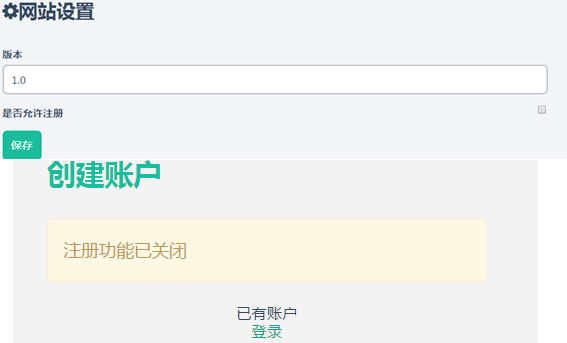 网站设置
版本
1.0
是否允许注册
保存
创建账户
注册功能已关闭
已有账户
登录